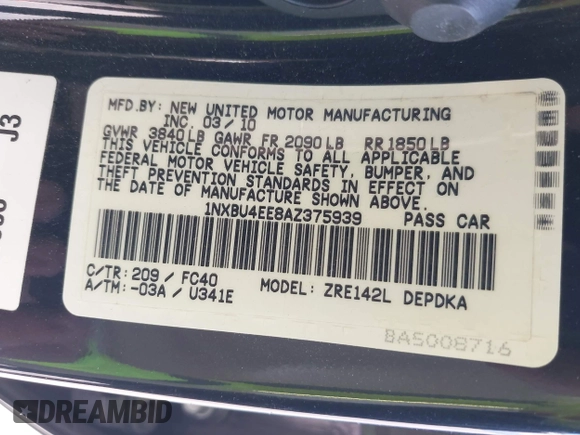 MFD.BY: NEW UNITED MOTOR MANUFACTURING
INC. 03/10
GVWR 3840LB GAWR FR 2090LB RR 1850LB
THIS VEHICLE CONFORMS TO ALL APPLICABLE
FEDERAL MOTOR VEHICLE SAFETY, BUMPER, AND
THEFT PREVENTION STANDARDS IN EFFECT ON
THE DATE OF MANUFACTURE SHOWN ABOVE.
1NXBU4EE8AZ375939 PASS CAR
C/TR: 209/FC40
A/TM: -03A/U341E
MODEL: ZRE142L DEPDKA
BA5008716
J3
DREAMBID